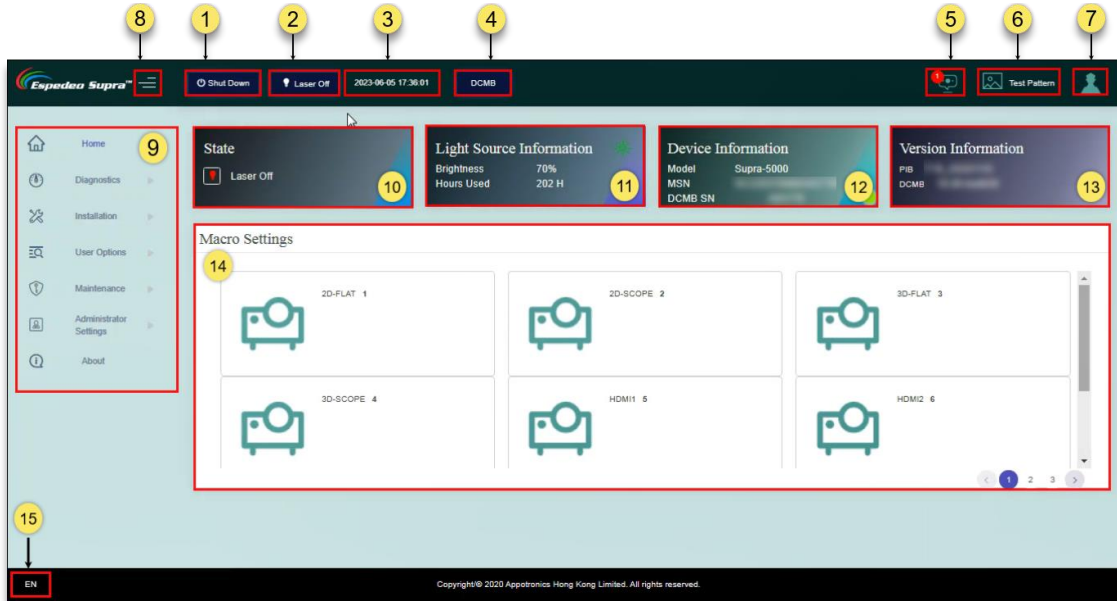 8
1
2
3
4
5
6
7
Espedeo Supra™
Shut Down
Laser Off
2023-06-05 17:36:01
DCMB
1
Test Pattern
Home
Diagnostics
Installation
User Options
Maintenance
Administrator
Settings
About
9
State
Laser Off
10
Light Source Information
Brightness 70%
Hours Used 202 H
11
Device Information
Model Supra-5000
MSN
DCMB SN
12
Version Information
PIB
DCMB
13
Macro Settings
14
2D-FLAT 1
2D-SCOPE 2
3D-FLAT 3
3D-SCOPE 4
HDMI1 5
HDMI2 6
< 1 2 3 >
15
EN
Copyright/© 2020 Appotronics Hong Kong Limited. All rights reserved.